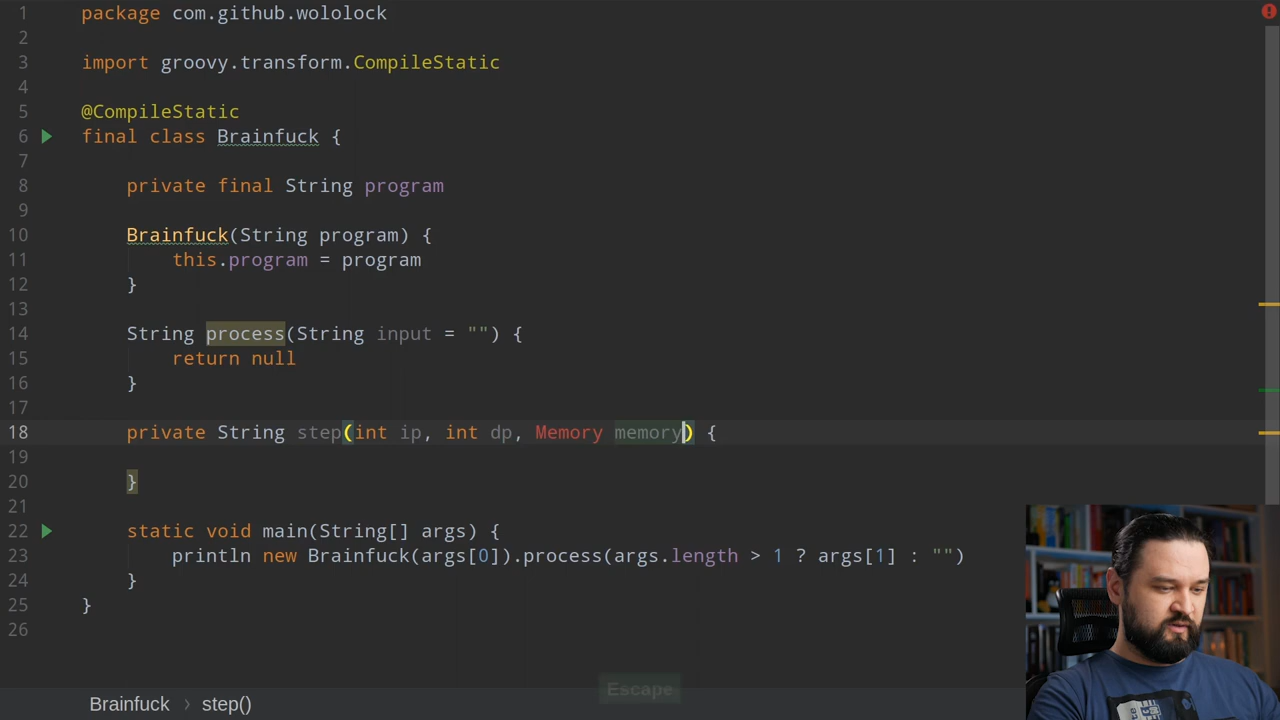 1 package com.github.wololock
2
3 import groovy.transform.CompileStatic
4
5 @CompileStatic
6 final class Brainfuck {
7
8 private final String program
9
10 Brainfuck(String program) {
11 this.program = program
12 }
13
14 String process(String input = "") {
15 return null
16 }
17
18 private String step(int ip, int dp, Memory memory) {
19
20 }
21
22 static void main(String[] args) {
23 println new Brainfuck(args[0]).process(args.length > 1 ? args[1] : "")
24 }
25 }
26
Escape
Brainfuck › step()